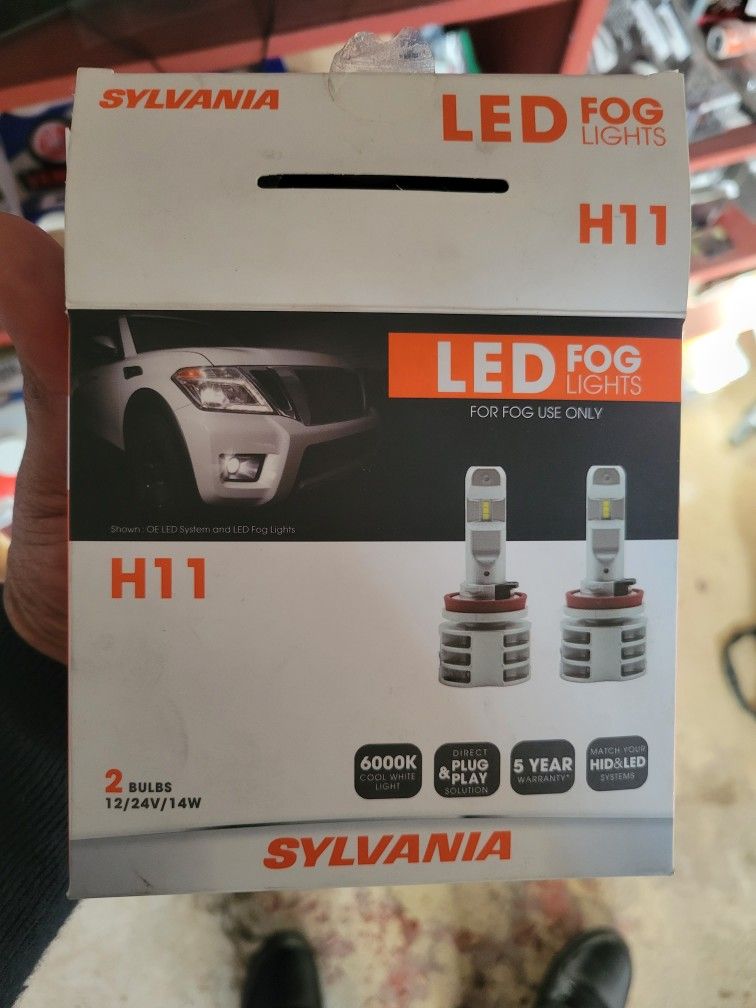 SYLVANIA
LED FOG LIGHTS
H11
LED FOG LIGHTS
FOR FOG USE ONLY
Shown : OE LED System and LED Fog Lights
H11
2 BULBS
12/24V/14W
6000K
COOL WHITE
LIGHT
DIRECT
PLUG
& PLAY
SOLUTION
5 YEAR
WARRANTY*
MATCH YOUR
HID&LED
SYSTEMS
SYLVANIA